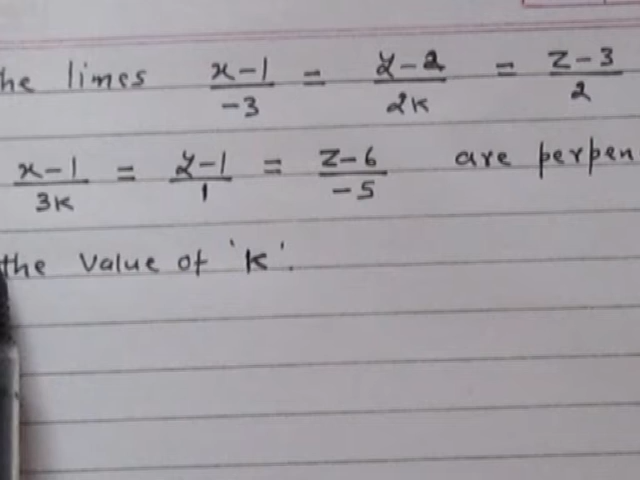 he lines x-1/-3 = y-2/2k = z-3/2
x-1/3k = y-1/1 = z-6/-5 are perpen
the value of 'k'.